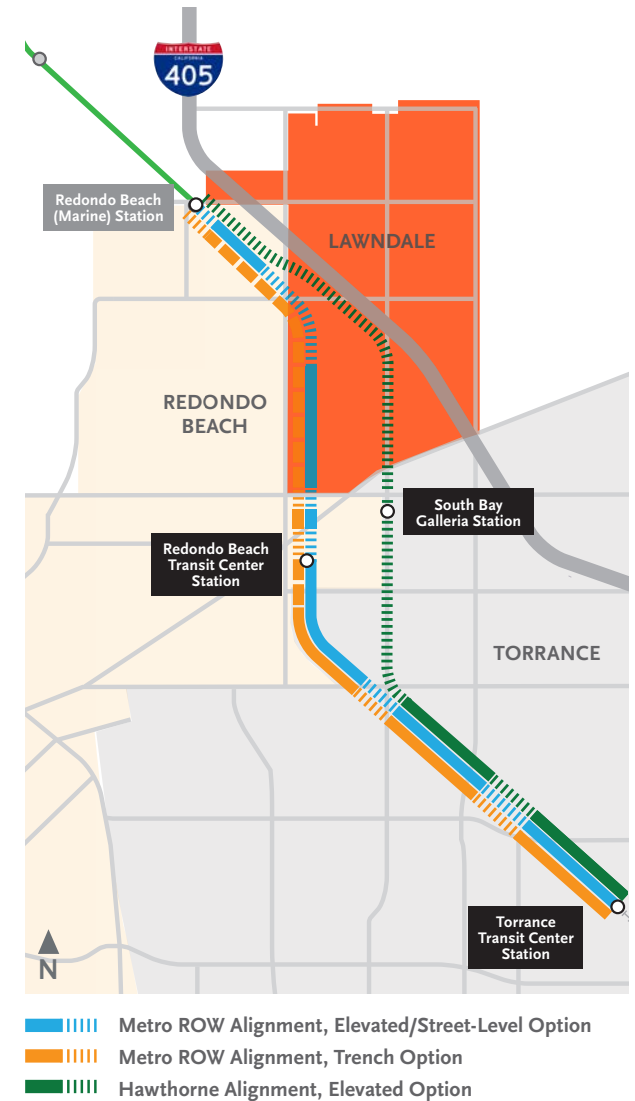 INTERSTATE
CALIFORNIA
405
Redondo Beach
(Marine) Station
LAWNDALE
REDONDO
BEACH
South Bay
Galleria Station
Redondo Beach
Transit Center
Station
TORRANCE
Torrance
Transit Center
Station
N
Metro ROW Alignment, Elevated/Street-Level Option
Metro ROW Alignment, Trench Option
Hawthorne Alignment, Elevated Option